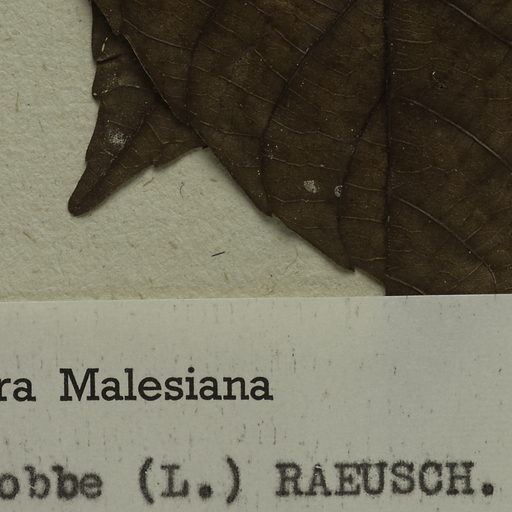 ra Malesiana
obbe (L.) RAEUSCH.